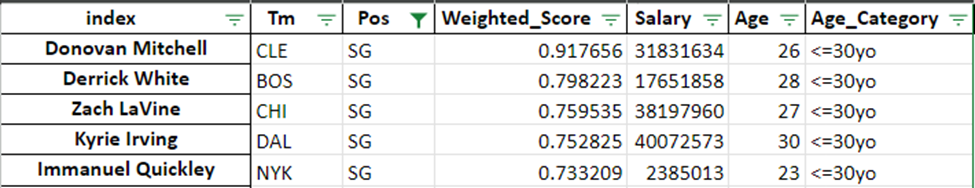 index Tm Pos Weighted_Score Salary Age Age_Category
Donovan Mitchell CLE SG 0.917656 31831634 26 <=30yo
Derrick White BOS SG 0.798223 17651858 28 <=30yo
Zach LaVine CHI SG 0.759535 38197960 27 <=30yo
Kyrie Irving DAL SG 0.752825 40072573 30 <=30yo
Immanuel Quickley NYK SG 0.733209 2385013 23 <=30yo